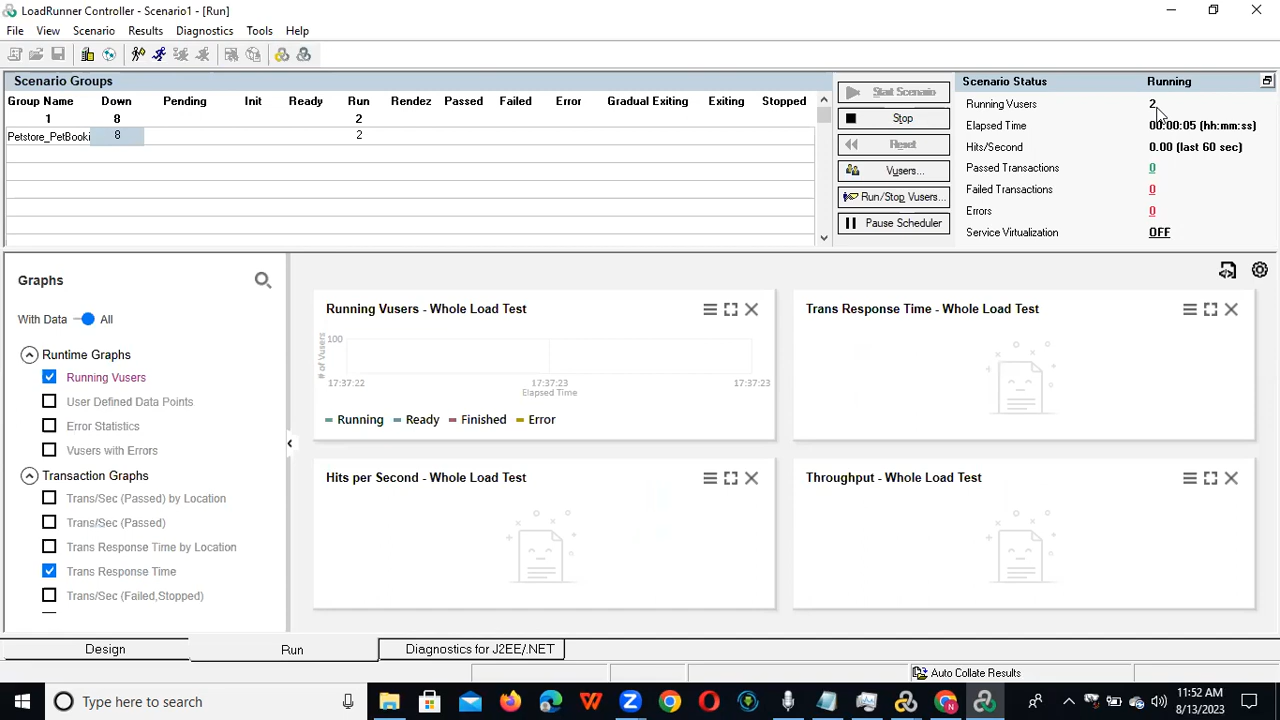 LoadRunner Controller - Scenario1 - [Run]
File View Scenario Results Diagnostics Tools Help
Scenario Groups
Group Name Down Pending Init Ready Run Rendez Passed Failed Error Gradual Exiting Exiting Stopped
1 8 2
Petstore_PetBooki 8 2
Start Scenario
Stop
Reset
Vusers...
Run/Stop Vusers...
Pause Scheduler
Scenario Status Running
Running Vusers 2
Elapsed Time 00:00:05 (hh:mm:ss)
Hits/Second 0.00 (last 60 sec)
Passed Transactions 0
Failed Transactions 0
Errors 0
Service Virtualization OFF
Graphs
With Data All
Runtime Graphs
Running Vusers
User Defined Data Points
Error Statistics
Vusers with Errors
Transaction Graphs
Trans/Sec (Passed) by Location
Trans/Sec (Passed)
Trans Response Time by Location
Trans Response Time
Trans/Sec (Failed,Stopped)
Running Vusers - Whole Load Test
# of Vusers
100
17:37:22 17:37:23 17:37:23
Elapsed Time
Running Ready Finished Error
Trans Response Time - Whole Load Test
Hits per Second - Whole Load Test
Throughput - Whole Load Test
Design Run Diagnostics for J2EE/.NET
Auto Collate Results
Type here to search
11:52 AM
8/13/2023